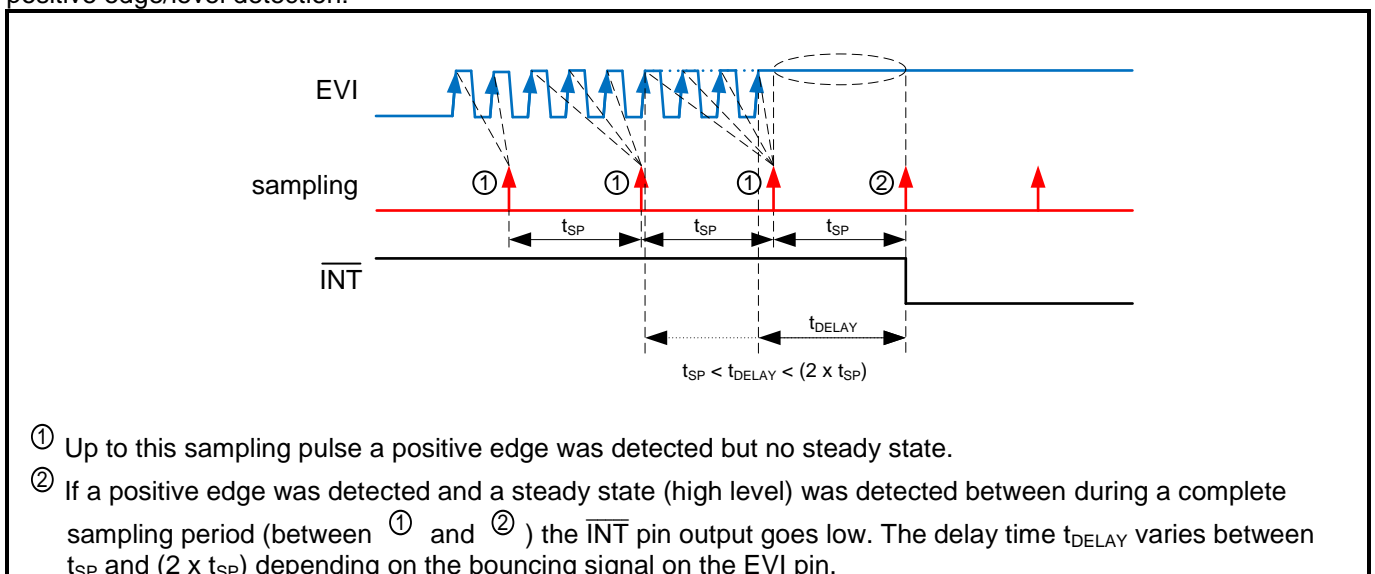 positive edge/level detection.
EVI
sampling
① ① ① ②
tSP tSP tSP
INT
tDELAY
tSP < tDELAY < (2 x tSP)
① Up to this sampling pulse a positive edge was detected but no steady state.
② If a positive edge was detected and a steady state (high level) was detected between during a complete
sampling period (between ① and ② ) the INT pin output goes low. The delay time tDELAY varies between
tSP and (2 x tSP) depending on the bouncing signal on the EVI pin.